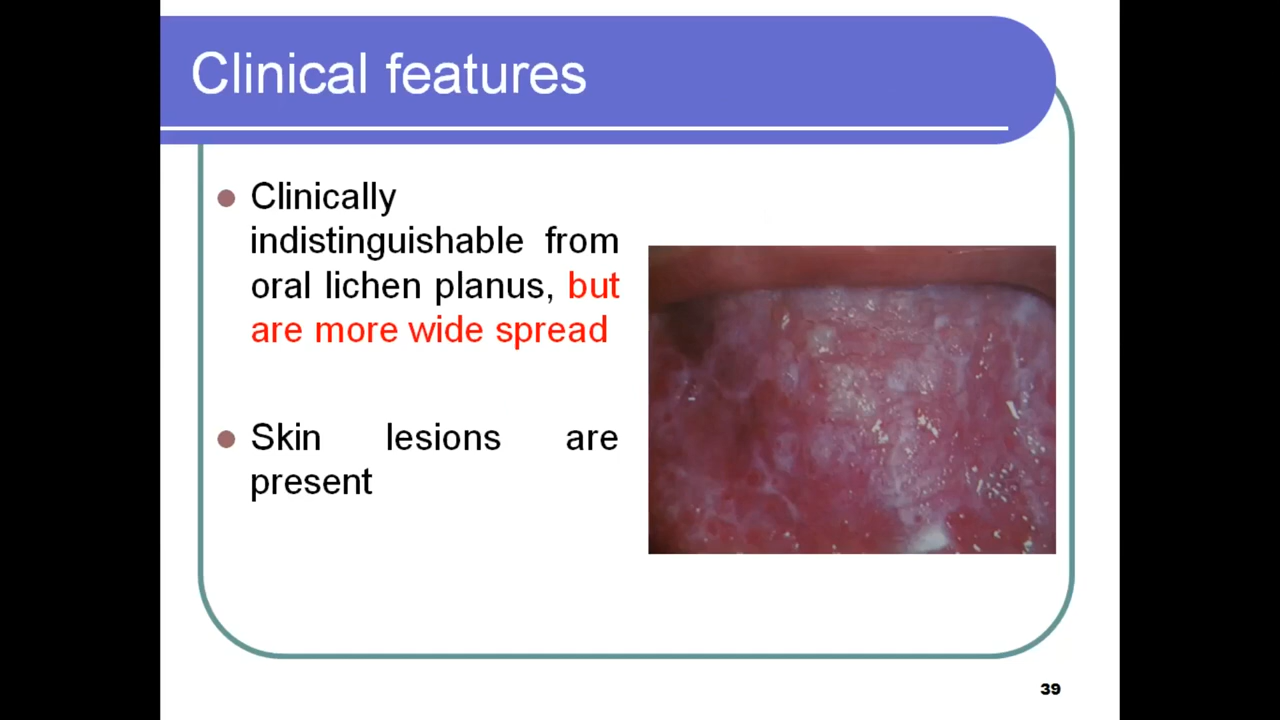 Clinical features
Clinically
indistinguishable from
oral lichen planus, but
are more wide spread
Skin lesions are
present
39